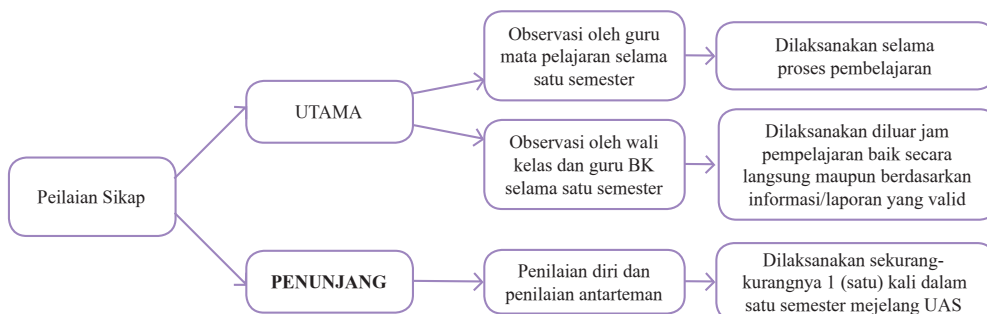 Peilaian Sikap
UTAMA
Observasi oleh guru
mata pelajaran selama
satu semester
Dilaksanakan selama
proses pembelajaran
Observasi oleh wali
kelas dan guru BK
selama satu semester
Dilaksanakan diluar jam
pempelajaran baik secara
langsung maupun berdasarkan
informasi/laporan yang valid
PENUNJANG
Penilaian diri dan
penilaian antarteman
Dilaksanakan sekurang-
kurangnya 1 (satu) kali dalam
satu semester mejelang UAS